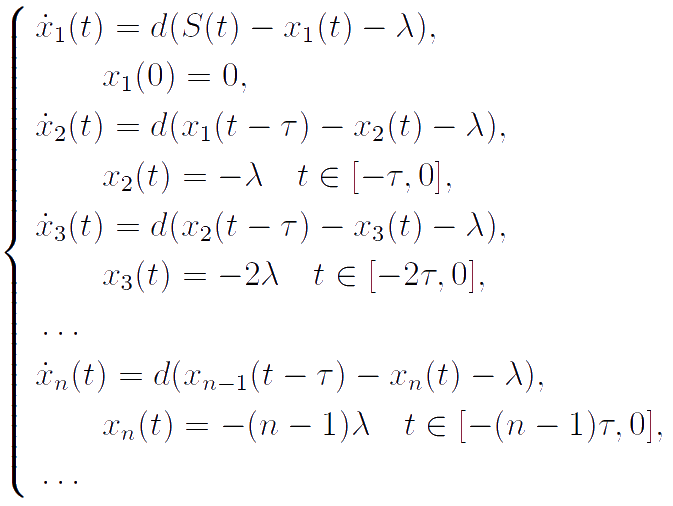 ẋ₁(t) = d(S(t) − x₁(t) − λ),
x₁(0) = 0,
ẋ₂(t) = d(x₁(t − τ) − x₂(t) − λ),
x₂(t) = −λ t ∈ [−τ, 0],
ẋ₃(t) = d(x₂(t − τ) − x₃(t) − λ),
x₃(t) = −2λ t ∈ [−2τ, 0],
...
ẋₙ(t) = d(xₙ₋₁(t − τ) − xₙ(t) − λ),
xₙ(t) = −(n − 1)λ t ∈ [−(n − 1)τ, 0],
...